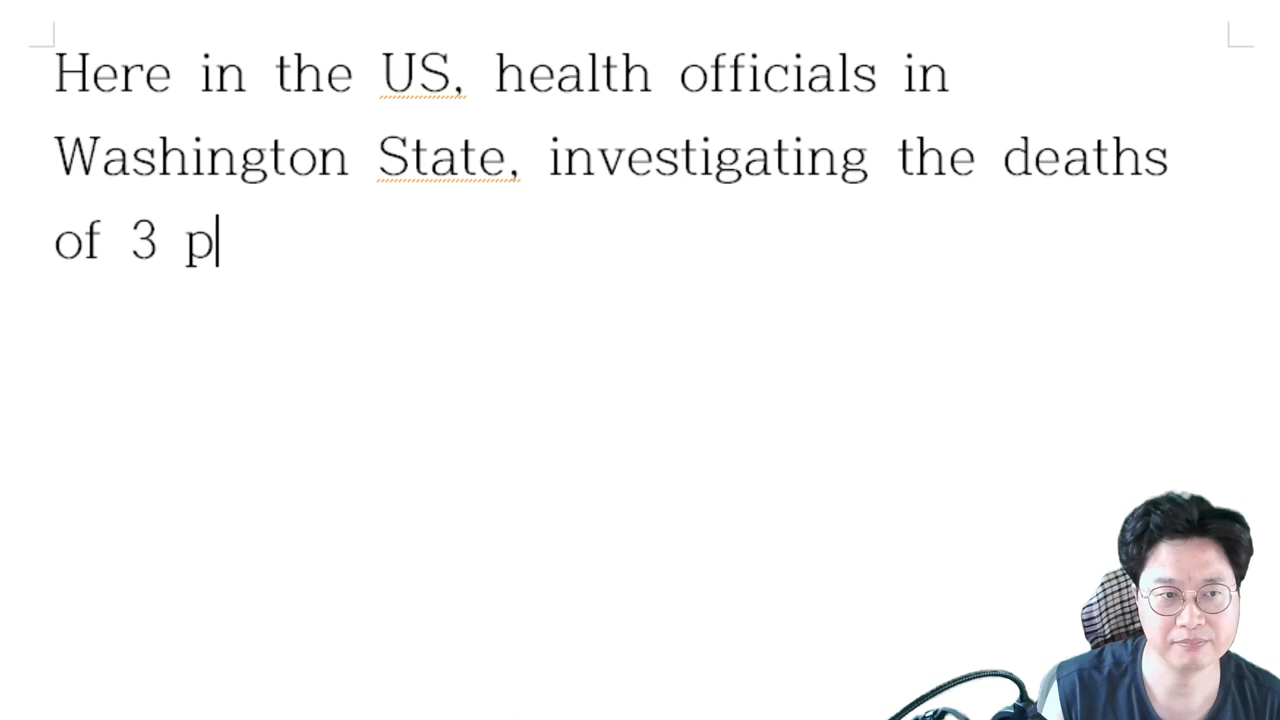 Here in the US, health officials in
Washington State, investigating the deaths
of 3 p